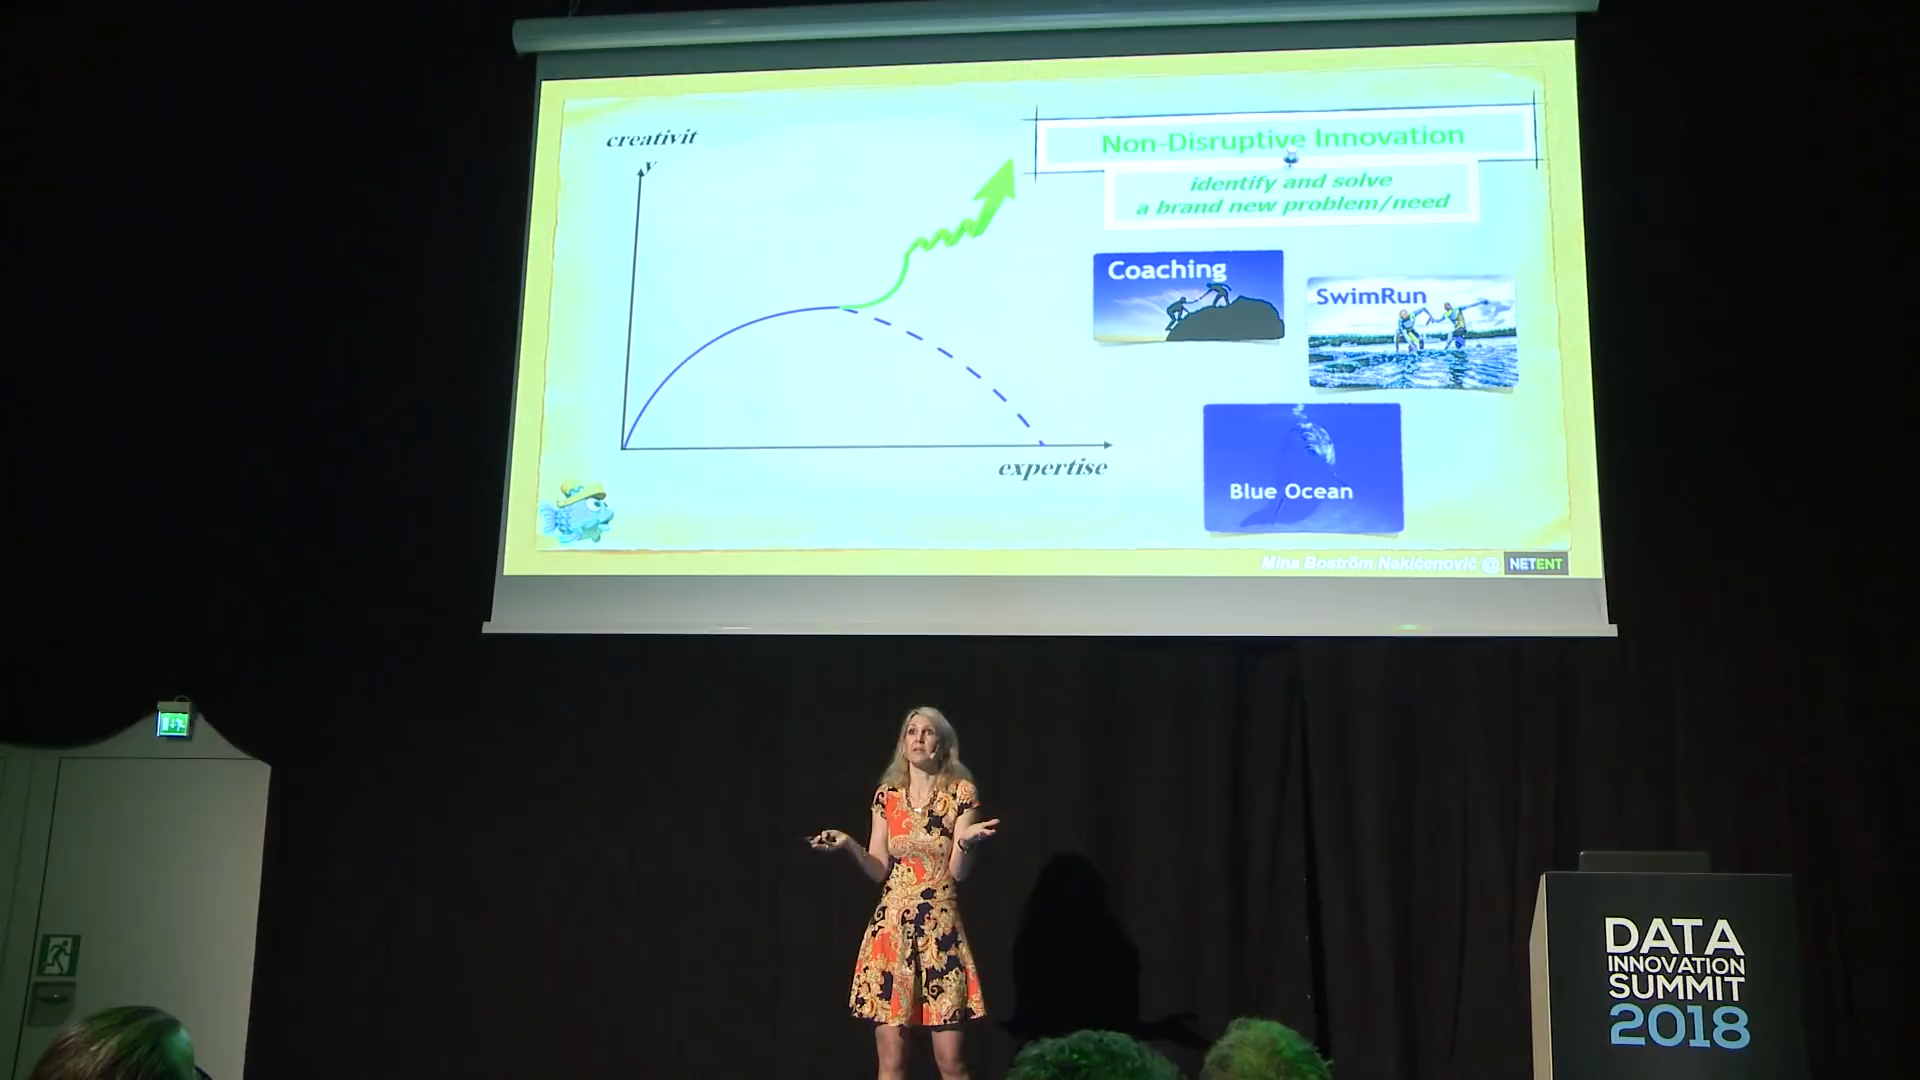 creativit
y
expertise
Non-Disruptive Innovation
identify and solve
a brand new problem/need
Coaching
SwimRun
Blue Ocean
Mina Boström Nakićenović @ NETENT
DATA
INNOVATION
SUMMIT
2018